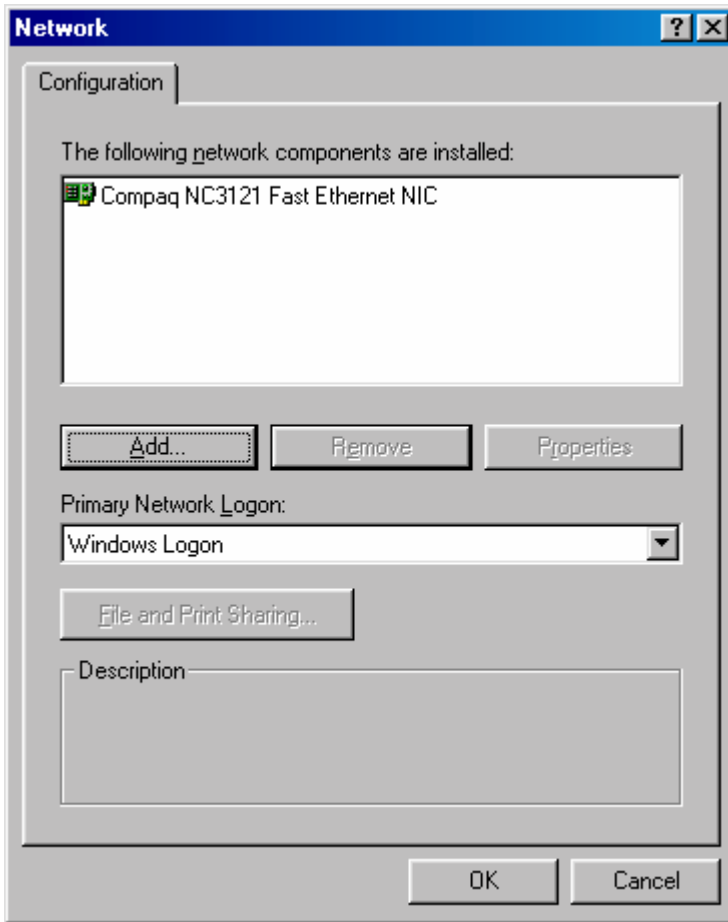 Network
Configuration
The following network components are installed:
Compaq NC3121 Fast Ethernet NIC
Add... Remove Properties
Primary Network Logon:
Windows Logon
File and Print Sharing...
Description
OK Cancel